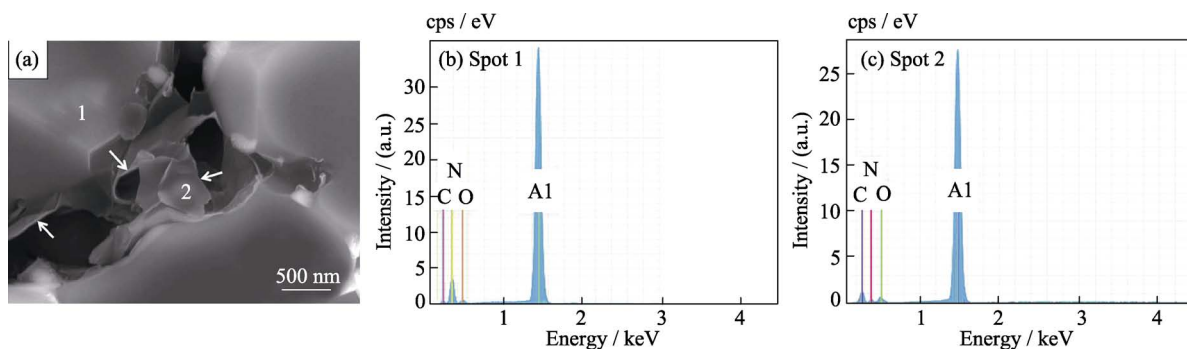 (a)
1
2
500 nm
cps / eV
(b) Spot 1
Intensity / (a.u.)
30
35
25
20
15
10
5
0
N
C
O
A1
1
2
3
4
Energy / keV
cps / eV
(c) Spot 2
Intensity / (a.u.)
25
20
15
10
5
0
N
C
O
A1
1
2
3
4
Energy / keV